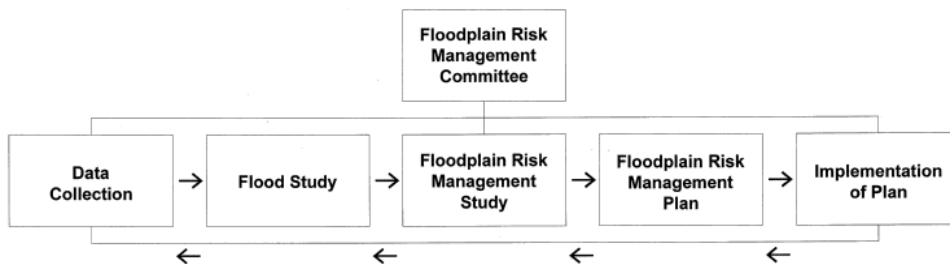 Floodplain Risk
Management
Committee
Data
Collection
Flood Study
Floodplain Risk
Management
Study
Floodplain Risk
Management
Plan
Implementation
of Plan